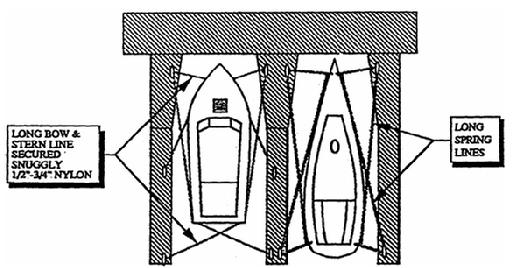 LONG BOW &
STERN LINE
SECURED
SNUGGLY
1/2"-3/4" NYLON
LONG
SPRING
LINES